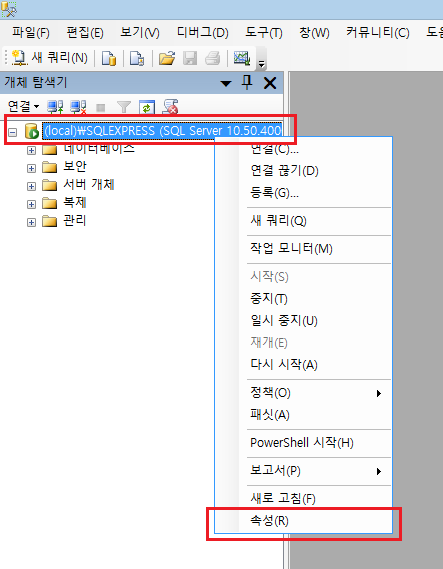 파일(F) 편집(E) 보기(V) 디버그(D) 도구(T) 창(W) 커뮤니티(C)
새 쿼리(N)
개체 탐색기
연결
(local)₩SQLEXPRESS (SQL Server 10.50.400
데이터베이스
보안
서버 개체
복제
관리
연결(C)...
연결 끊기(D)
등록(G)...
새 쿼리(Q)
작업 모니터(M)
시작(S)
중지(T)
일시 중지(U)
재개(E)
다시 시작(A)
정책(O)
패싯(A)
PowerShell 시작(H)
보고서(P)
새로 고침(F)
속성(R)